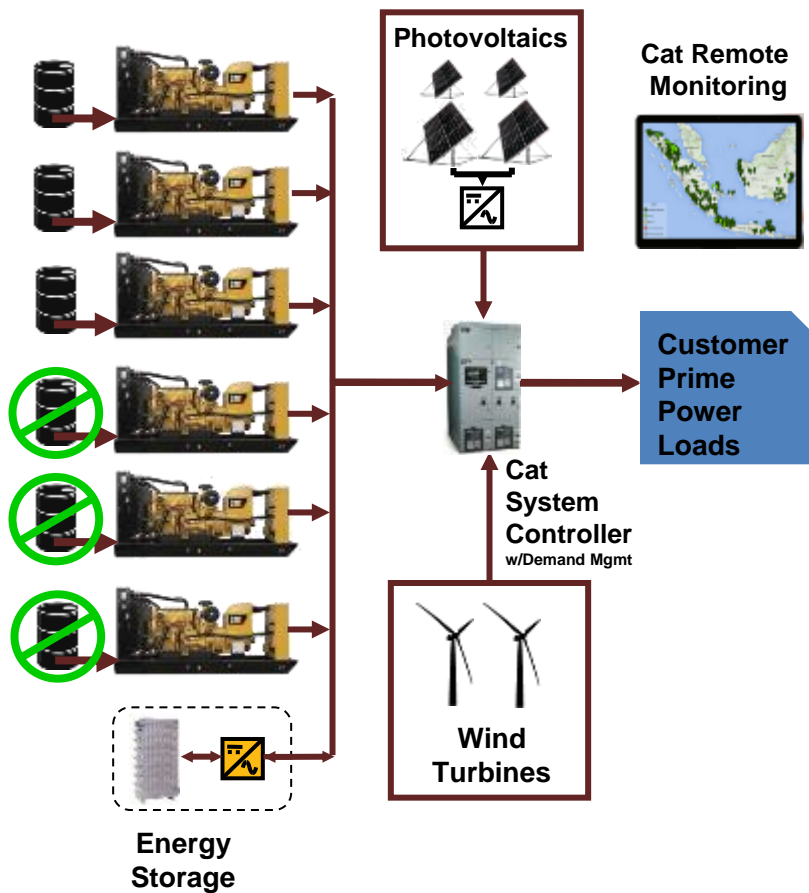 Photovoltaics
Cat Remote
Monitoring
Customer
Prime
Power
Loads
Cat
System
Controller
w/Demand Mgmt
Wind
Turbines
Energy
Storage